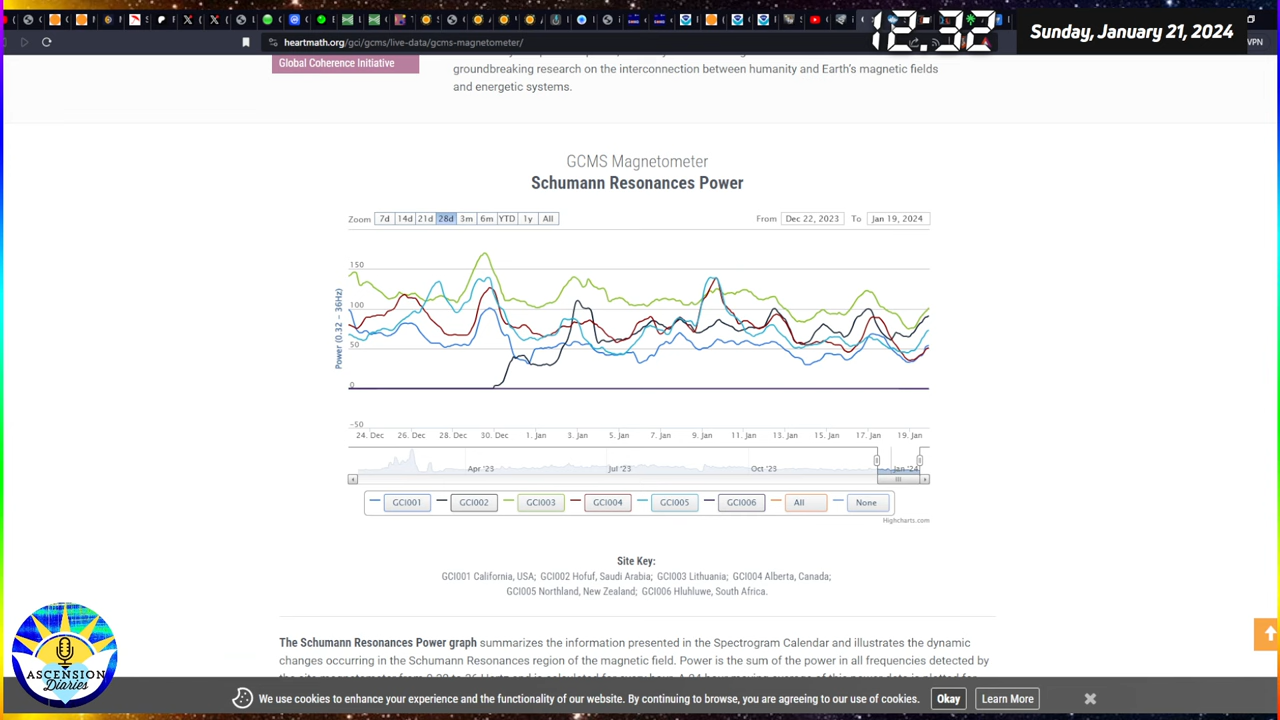 12:32
Sunday, January 21, 2024
heartmath.org/gci/gcms/live-data/gcms-magnetometer/
VPN
Global Coherence Initiative
groundbreaking research on the interconnection between humanity and Earth's magnetic fields
and energetic systems.
GCMS Magnetometer
Schumann Resonances Power
Zoom 7d 14d 21d 28d 3m 6m YTD 1y All From Dec 22, 2023 To Jan 19, 2024
150
100
50
0
−50
Power (0.32 – 36Hz)
24. Dec 26. Dec 28. Dec 30. Dec 1. Jan 3. Jan 5. Jan 7. Jan 9. Jan 11. Jan 13. Jan 15. Jan 17. Jan 19. Jan
Apr '23 Jul '23 Oct '23 Jan '24
GCI001 GCI002 GCI003 GCI004 GCI005 GCI006 All None
Highcharts.com
Site Key:
GCI001 California, USA; GCI002 Hofuf, Saudi Arabia; GCI003 Lithuania; GCI004 Alberta, Canada;
GCI005 Northland, New Zealand; GCI006 Hluhluwe, South Africa.
The Schumann Resonances Power graph summarizes the information presented in the Spectrogram Calendar and illustrates the dynamic
changes occurring in the Schumann Resonances region of the magnetic field. Power is the sum of the power in all frequencies detected by
ASCENSION
Diaries
We use cookies to enhance your experience and the functionality of our website. By continuing to browse, you are agreeing to our use of cookies. Okay Learn More